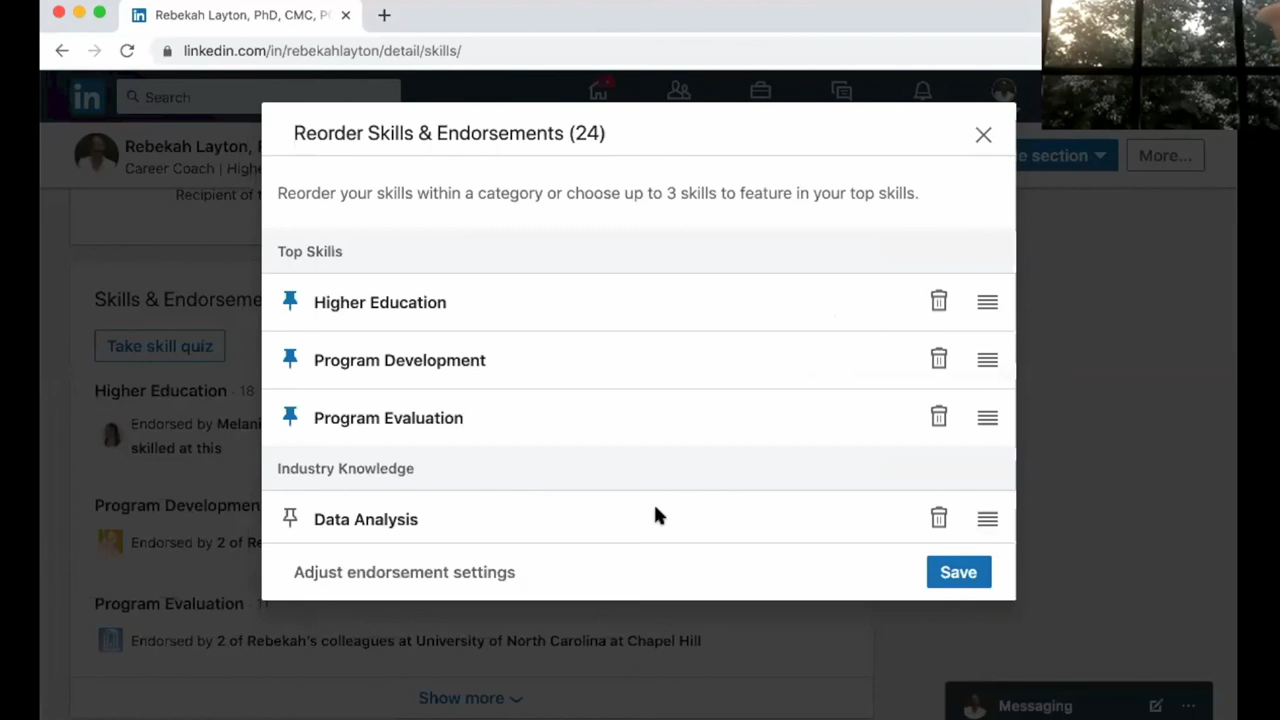 Rebekah Layton, PhD, CMC, P
linkedin.com/in/rebekahlayton/detail/skills/
in
Search
Rebekah Layton,
Career Coach | Highe
e section
More...
Recipient of t
Reorder Skills & Endorsements (24)
Reorder your skills within a category or choose up to 3 skills to feature in your top skills.
Top Skills
Higher Education
Program Development
Program Evaluation
Industry Knowledge
Data Analysis
Adjust endorsement settings
Save
Skills & Endorseme
Take skill quiz
Higher Education · 18
Endorsed by Melani
skilled at this
Program Developmen
Endorsed by 2 of Re
Program Evaluation ·
Endorsed by 2 of Rebekah's colleagues at University of North Carolina at Chapel Hill
Show more
Messaging